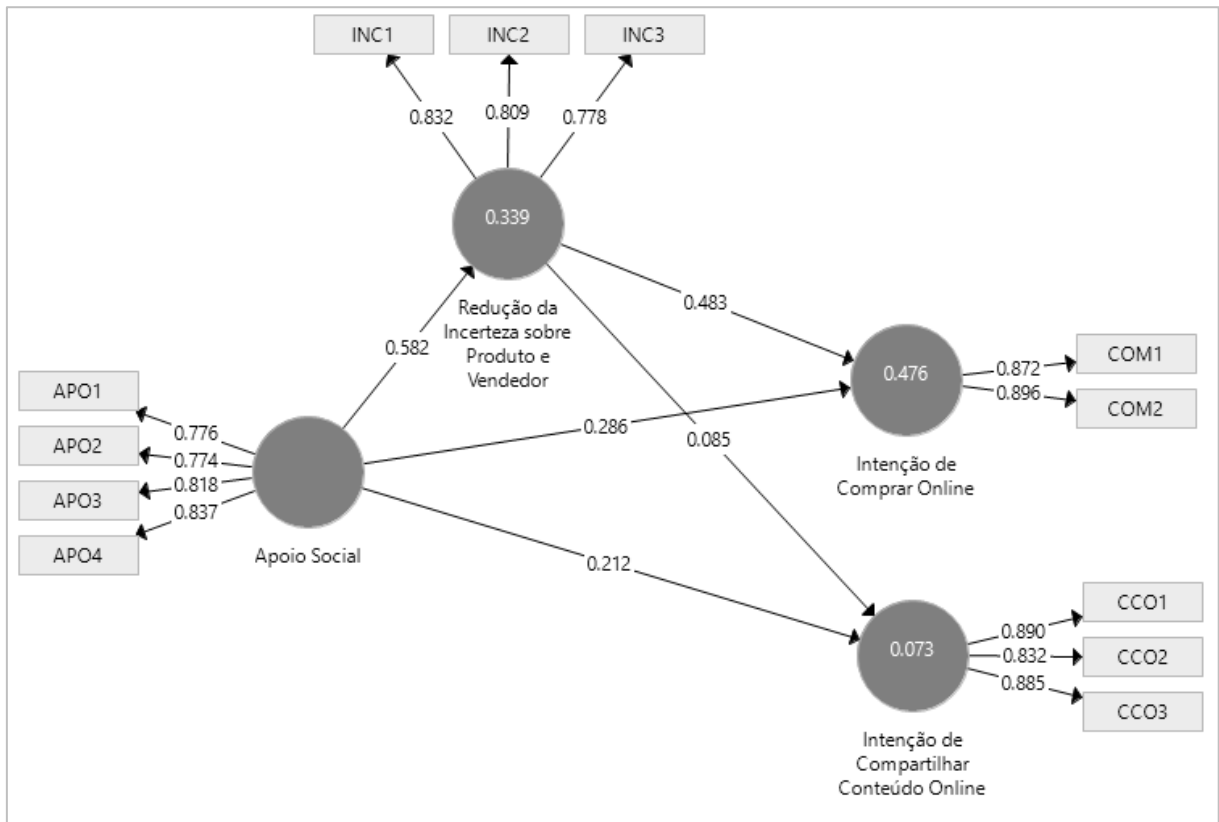 INC1
INC2
INC3
0.832
0.809
0.778
0.339
Redução da
Incerteza sobre
Produto e
Vendedor
0.582
0.483
0.286
0.085
0.212
APO1
APO2
APO3
APO4
0.776
0.774
0.818
0.837
Apoio Social
0.476
Intenção de
Comprar Online
0.872
0.896
COM1
COM2
0.073
Intenção de
Compartilhar
Conteúdo Online
0.890
0.832
0.885
CCO1
CCO2
CCO3